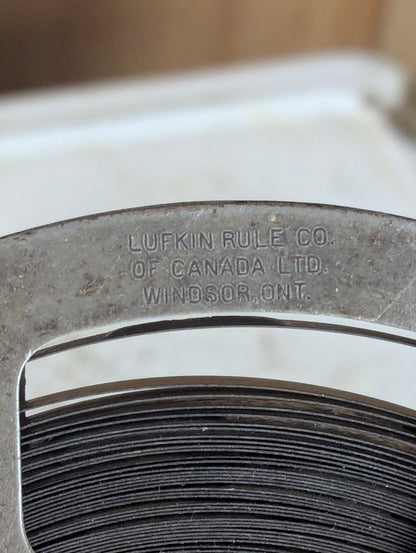 LUFKIN RULE CO.
OF CANADA LTD.
WINDSOR, ONT.